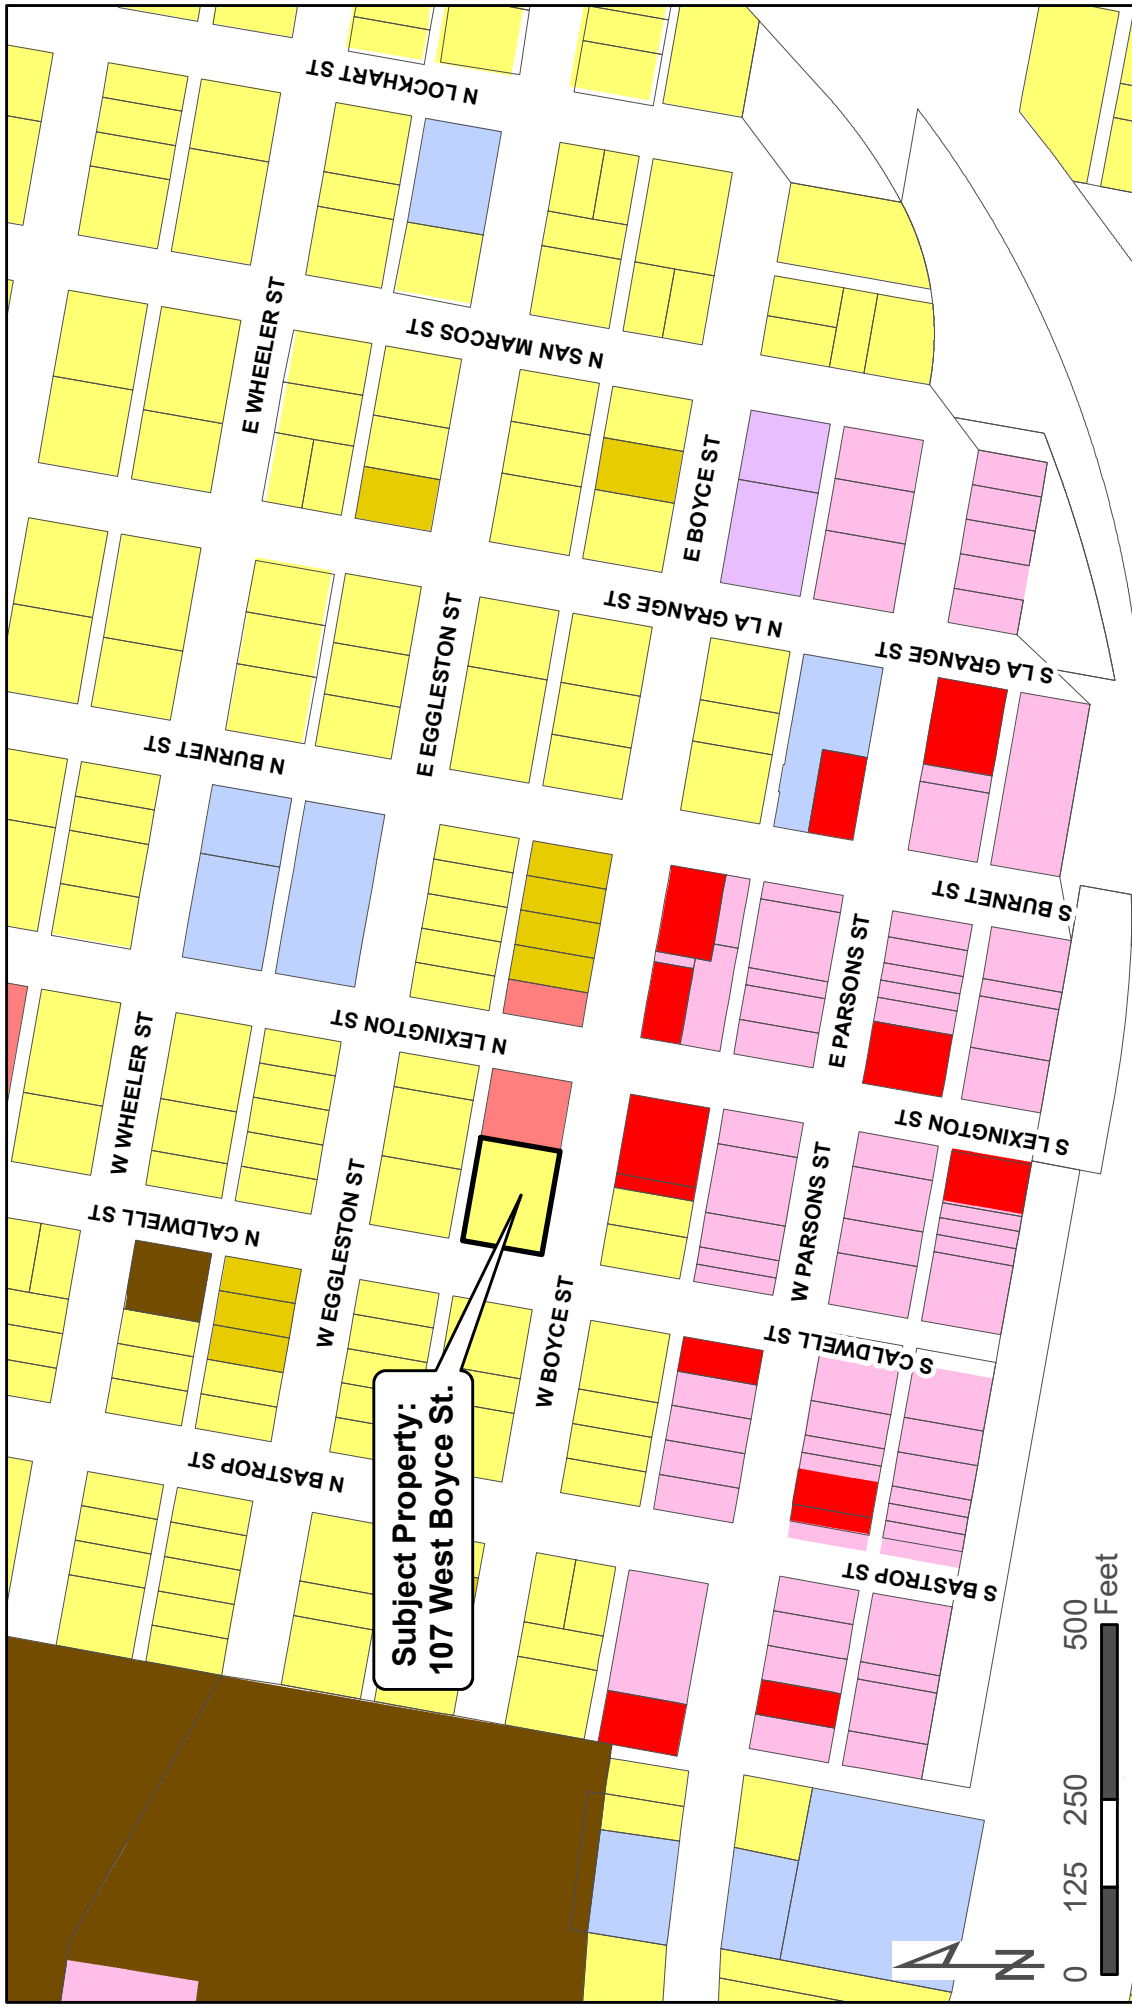 N LOCKHART ST
E WHEELER ST
N SAN MARCOS ST
E BOYCE ST
N LA GRANGE ST
E EGGLESTON ST
S LA GRANGE ST
N BURNET ST
S BURNET ST
E PARSONS ST
N LEXINGTON ST
W WHEELER ST
S LEXINGTON ST
W PARSONS ST
N CALDWELL ST
W EGGLESTON ST
W BOYCE ST
S CALDWELL ST
Subject Property:
107 West Boyce St.
N BASTROP ST
S BASTROP ST
0 125 250 500
Feet
N